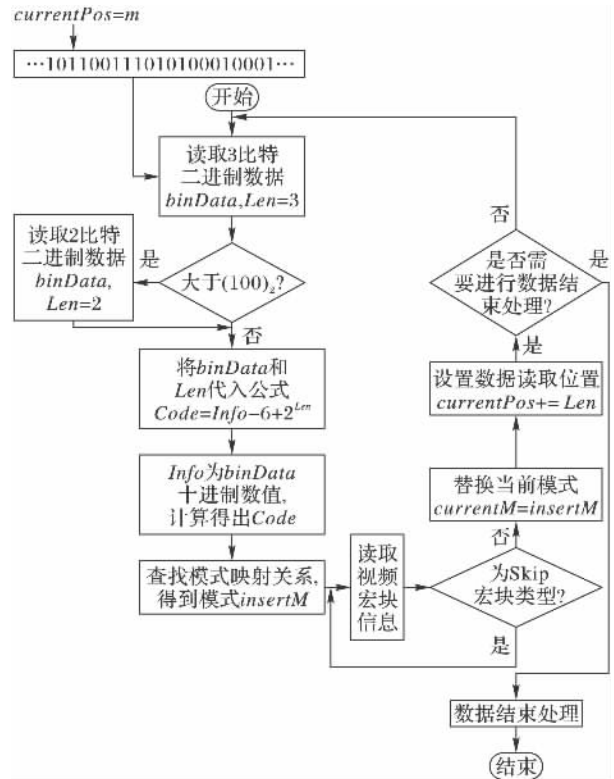 currentPos=m
…101100111010100010001…
开始
读取3比特
二进制数据
binData,Len=3
读取2比特
二进制数据
binData,
Len=2
是
大于(100)₂?
否
将binData和
Len代入公式
Code=Info-6+2^Len
Info为binData
十进制数值,
计算得出Code
查找模式映射关系,
得到模式insertM
读取
视频
宏块
信息
为Skip
宏块类型?
是
否
替换当前模式
currentM=insertM
设置数据读取位置
currentPos+= Len
是
是否需
要进行数据结
束处理?
否
是
数据结束处理
结束